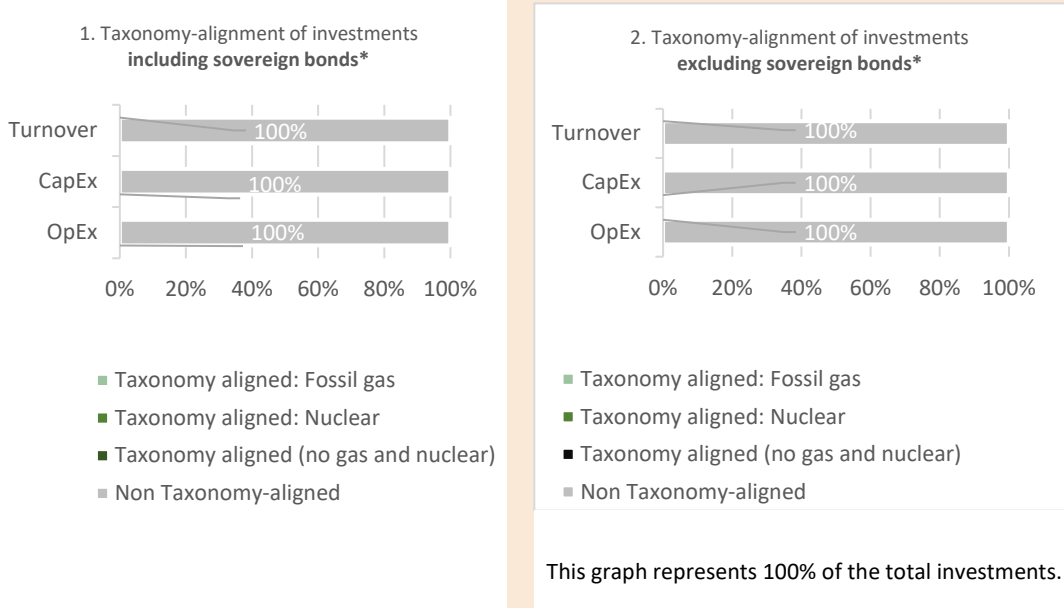 1. Taxonomy-alignment of investments
including sovereign bonds*
Turnover
100%
CapEx
100%
OpEx
100%
0% 20% 40% 60% 80% 100%
Taxonomy aligned: Fossil gas
Taxonomy aligned: Nuclear
Taxonomy aligned (no gas and nuclear)
Non Taxonomy-aligned
2. Taxonomy-alignment of investments
excluding sovereign bonds*
Turnover
100%
CapEx
100%
OpEx
100%
0% 20% 40% 60% 80% 100%
Taxonomy aligned: Fossil gas
Taxonomy aligned: Nuclear
Taxonomy aligned (no gas and nuclear)
Non Taxonomy-aligned
This graph represents 100% of the total investments.